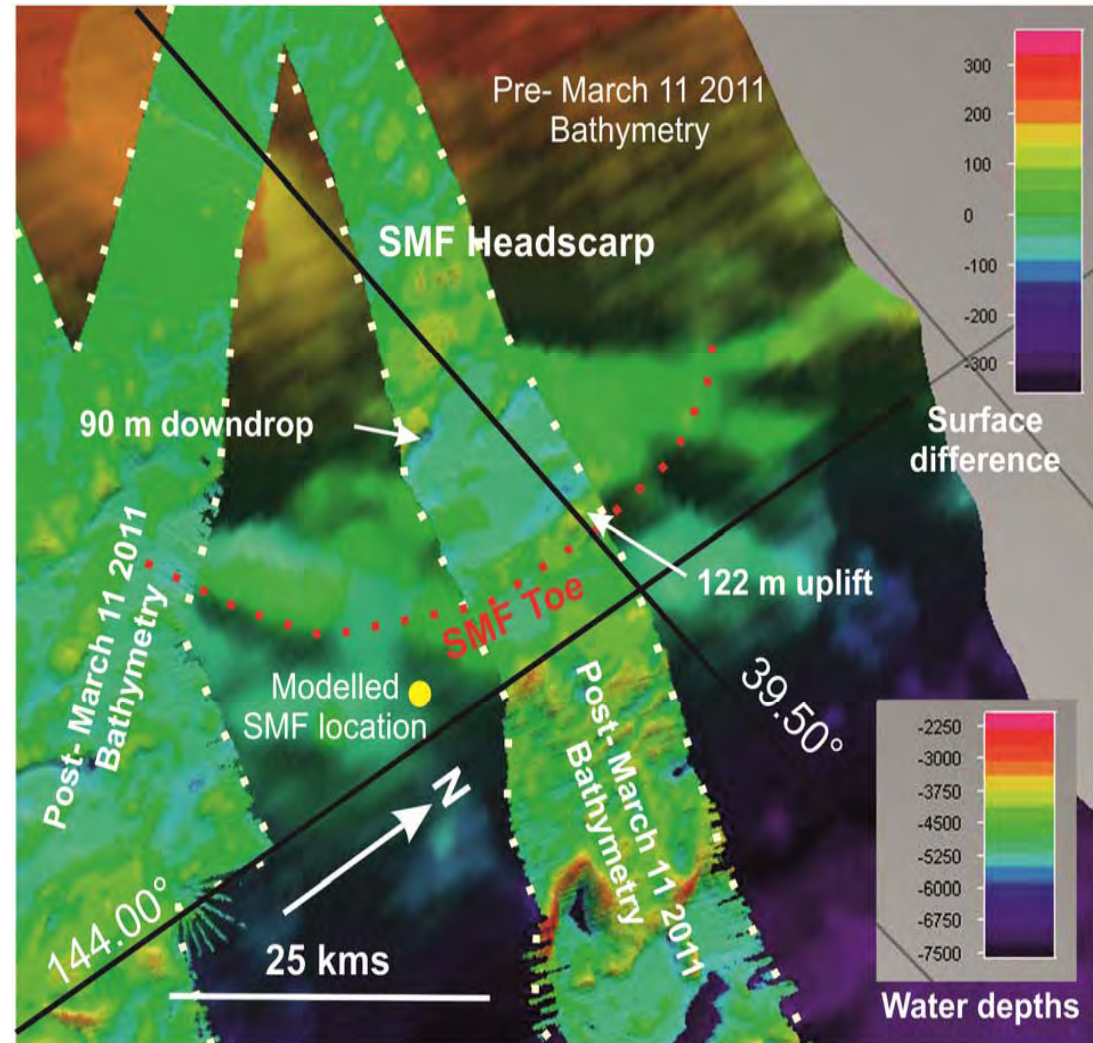 Pre- March 11 2011
Bathymetry
300
200
100
0
-100
-200
-300
SMF Headscarp
90 m downdrop
Surface
difference
122 m uplift
SMF Toe
Post- March 11 2011
Bathymetry
Modelled
SMF location
39.50°
Post- March 11 2011
Bathymetry
N
144.00°
25 kms
-2250
-3000
-3750
-4500
-5250
-6000
-6750
-7500
Water depths